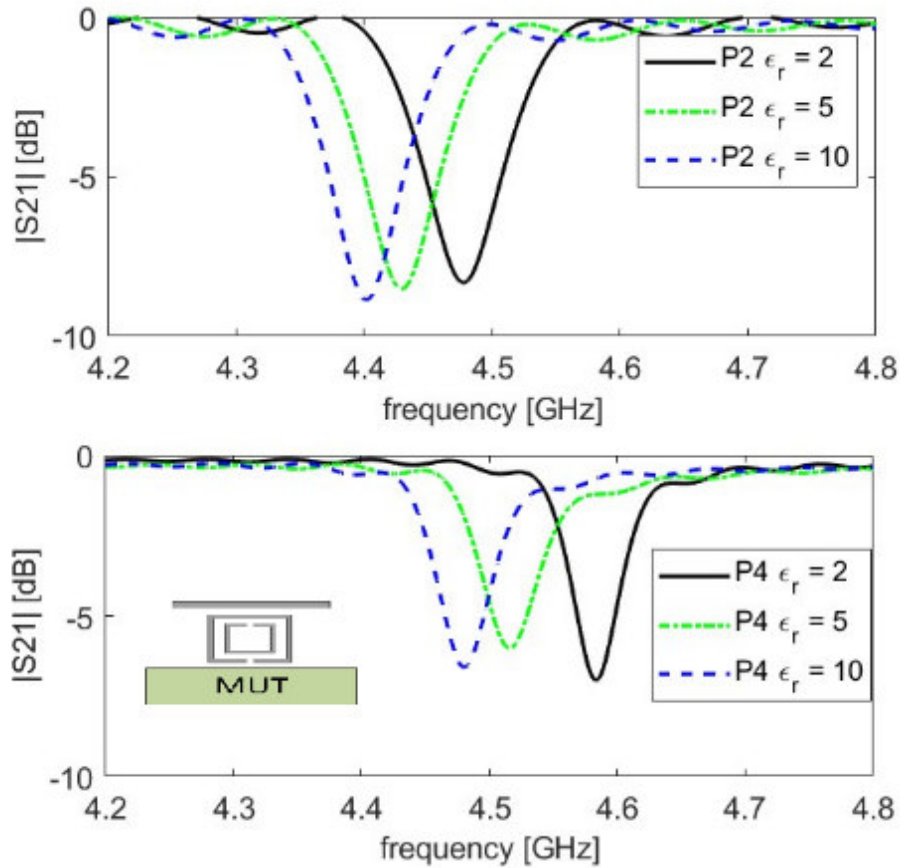 0
-5
-10
|S21| [dB]
P2 ϵr = 2
P2 ϵr = 5
P2 ϵr = 10
4.2 4.3 4.4 4.5 4.6 4.7 4.8
frequency [GHz]
0
-5
-10
|S21| [dB]
P4 ϵr = 2
P4 ϵr = 5
P4 ϵr = 10
MUT
4.2 4.3 4.4 4.5 4.6 4.7 4.8
frequency [GHz]